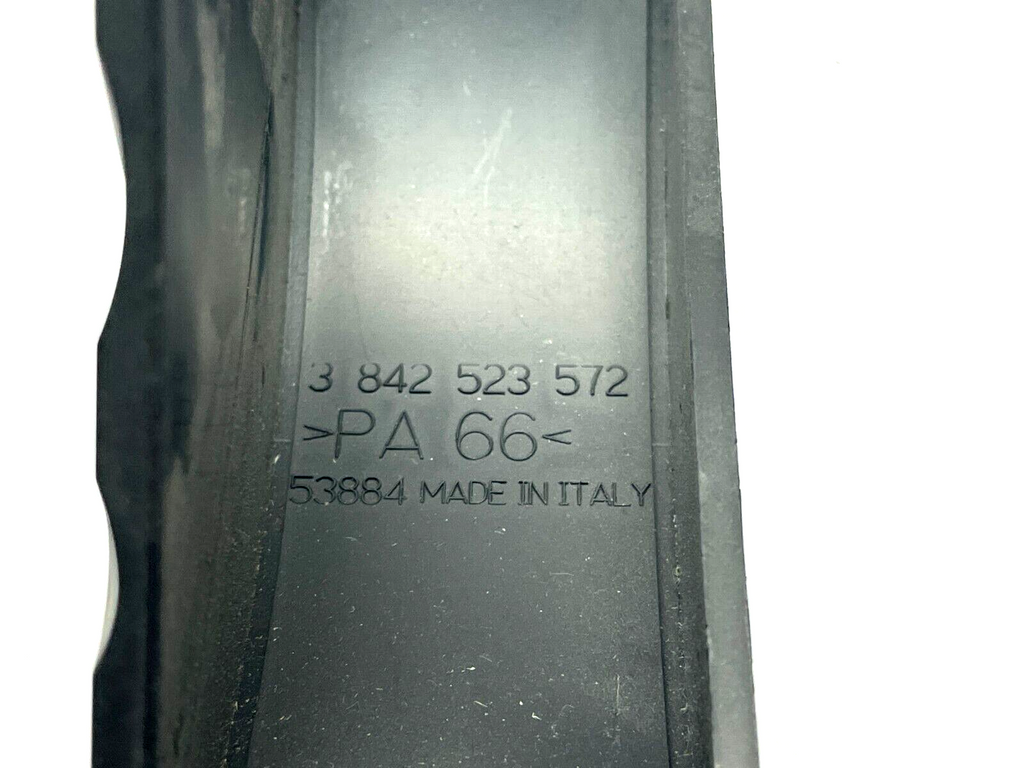 3 842 523 572
>PA 66<
53884 MADE IN ITALY